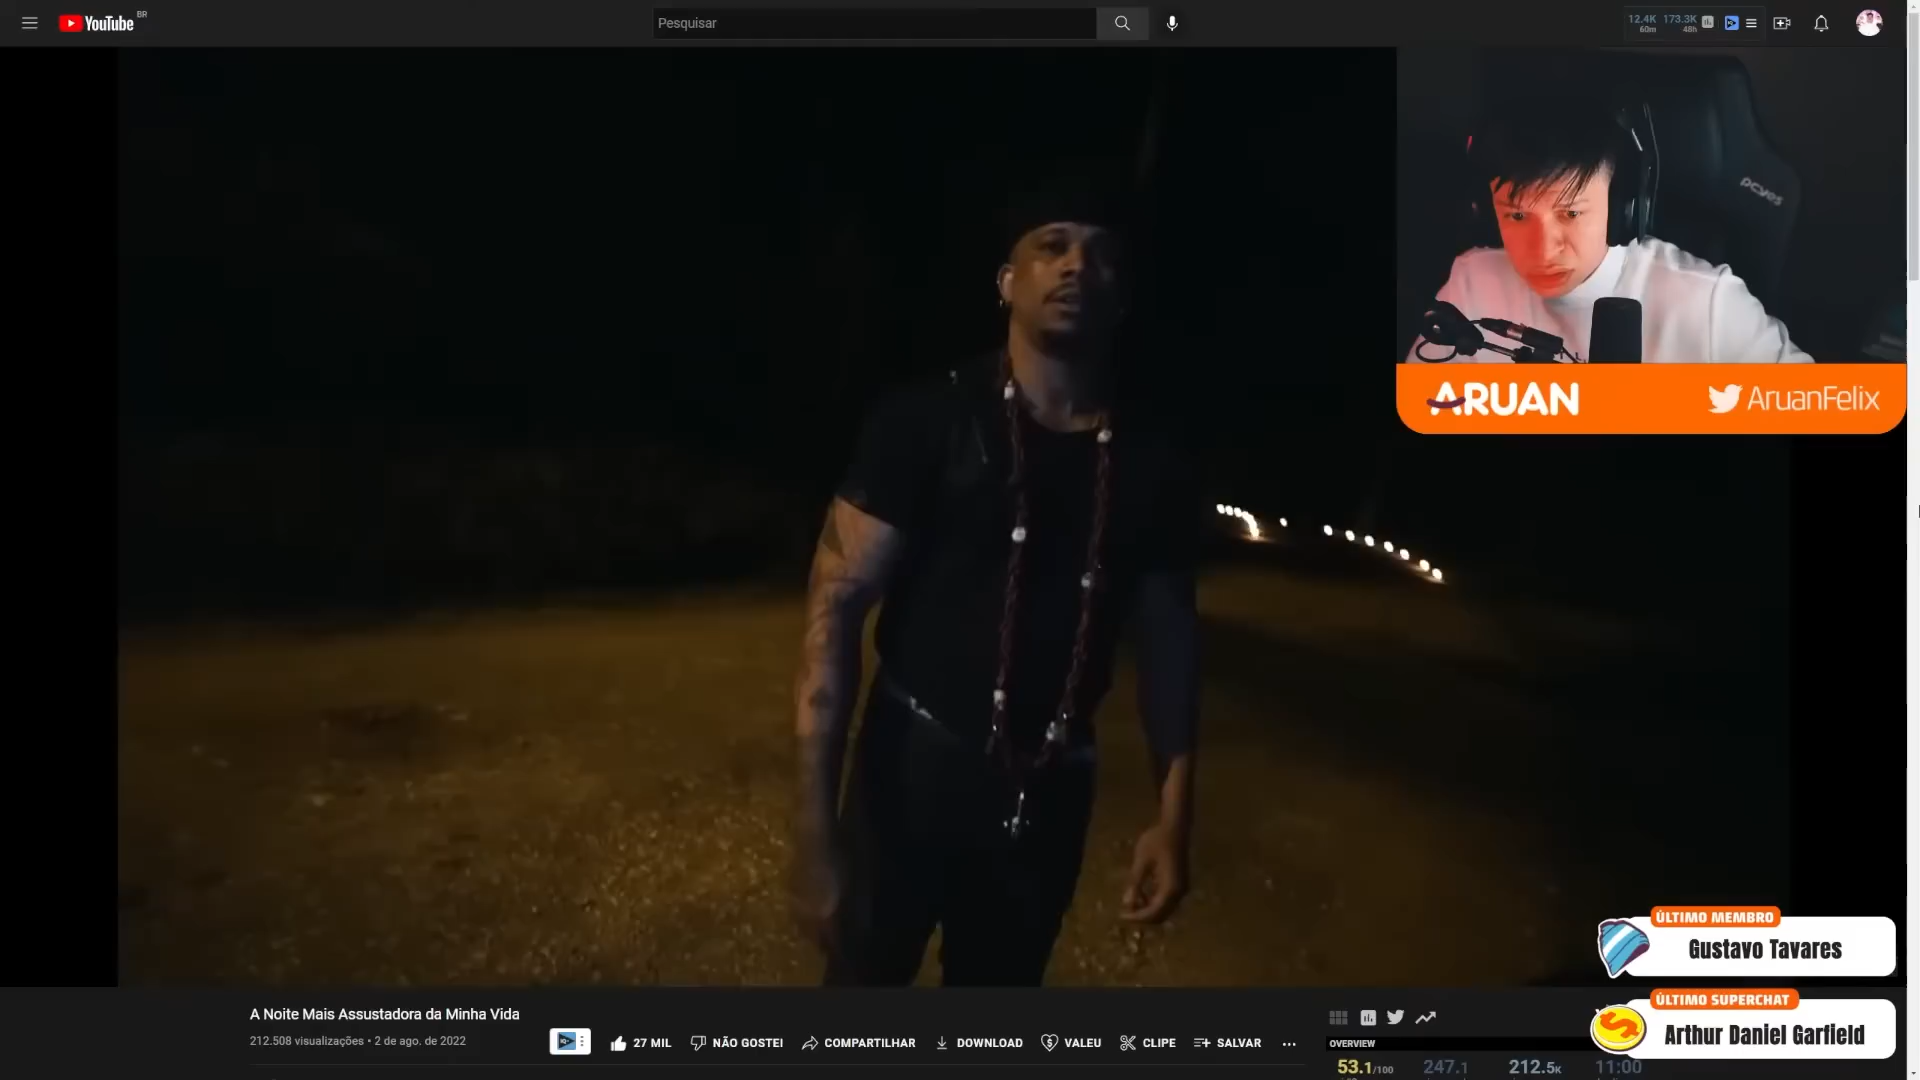 YouTube BR
Pesquisar
12.4K 173.3K
60m 48h
pcyes
ARUAN
AruanFelix
ÚLTIMO MEMBRO
Gustavo Tavares
ÚLTIMO SUPERCHAT
Arthur Daniel Garfield
A Noite Mais Assustadora da Minha Vida
212.508 visualizações • 2 de ago. de 2022
27 MIL
NÃO GOSTEI
COMPARTILHAR
DOWNLOAD
VALEU
CLIPE
SALVAR
OVERVIEW
53.1/100 247.1 212.5K 11:00